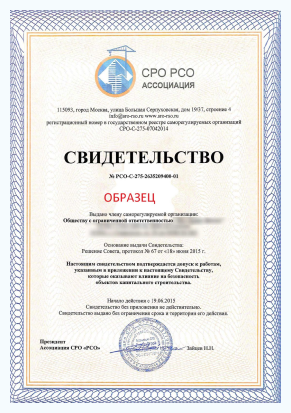 СРО РСО
АССОЦИАЦИЯ
115093, город Москва, улица Большая Серпуховская, дом 19/37, строение 4
info@sro-rso.ru www.sro-rso.ru
регистрационный номер в государственном реестре саморегулируемых организаций
СРО-С-275-07042014
СВИДЕТЕЛЬСТВО
№ РСО-С-275-2635209400-01
ОБРАЗЕЦ
Выдано члену саморегулируемой организации:
Обществу с ограниченной ответственностью
Основание выдачи Свидетельства:
Решение Совета, протокол № 67 от «18» июня 2015 г.
Настоящим свидетельством подтверждается допуск к работам,
указанным в приложении к настоящему Свидетельству,
которые оказывают влияние на безопасность
объектов капитального строительства.
Начало действия с 19.06.2015
Свидетельство без приложения не действительно.
Свидетельство выдано без ограничения срока и территории его действия.
Президент
Ассоциации СРО «РСО»
Зайцев Н.Н.